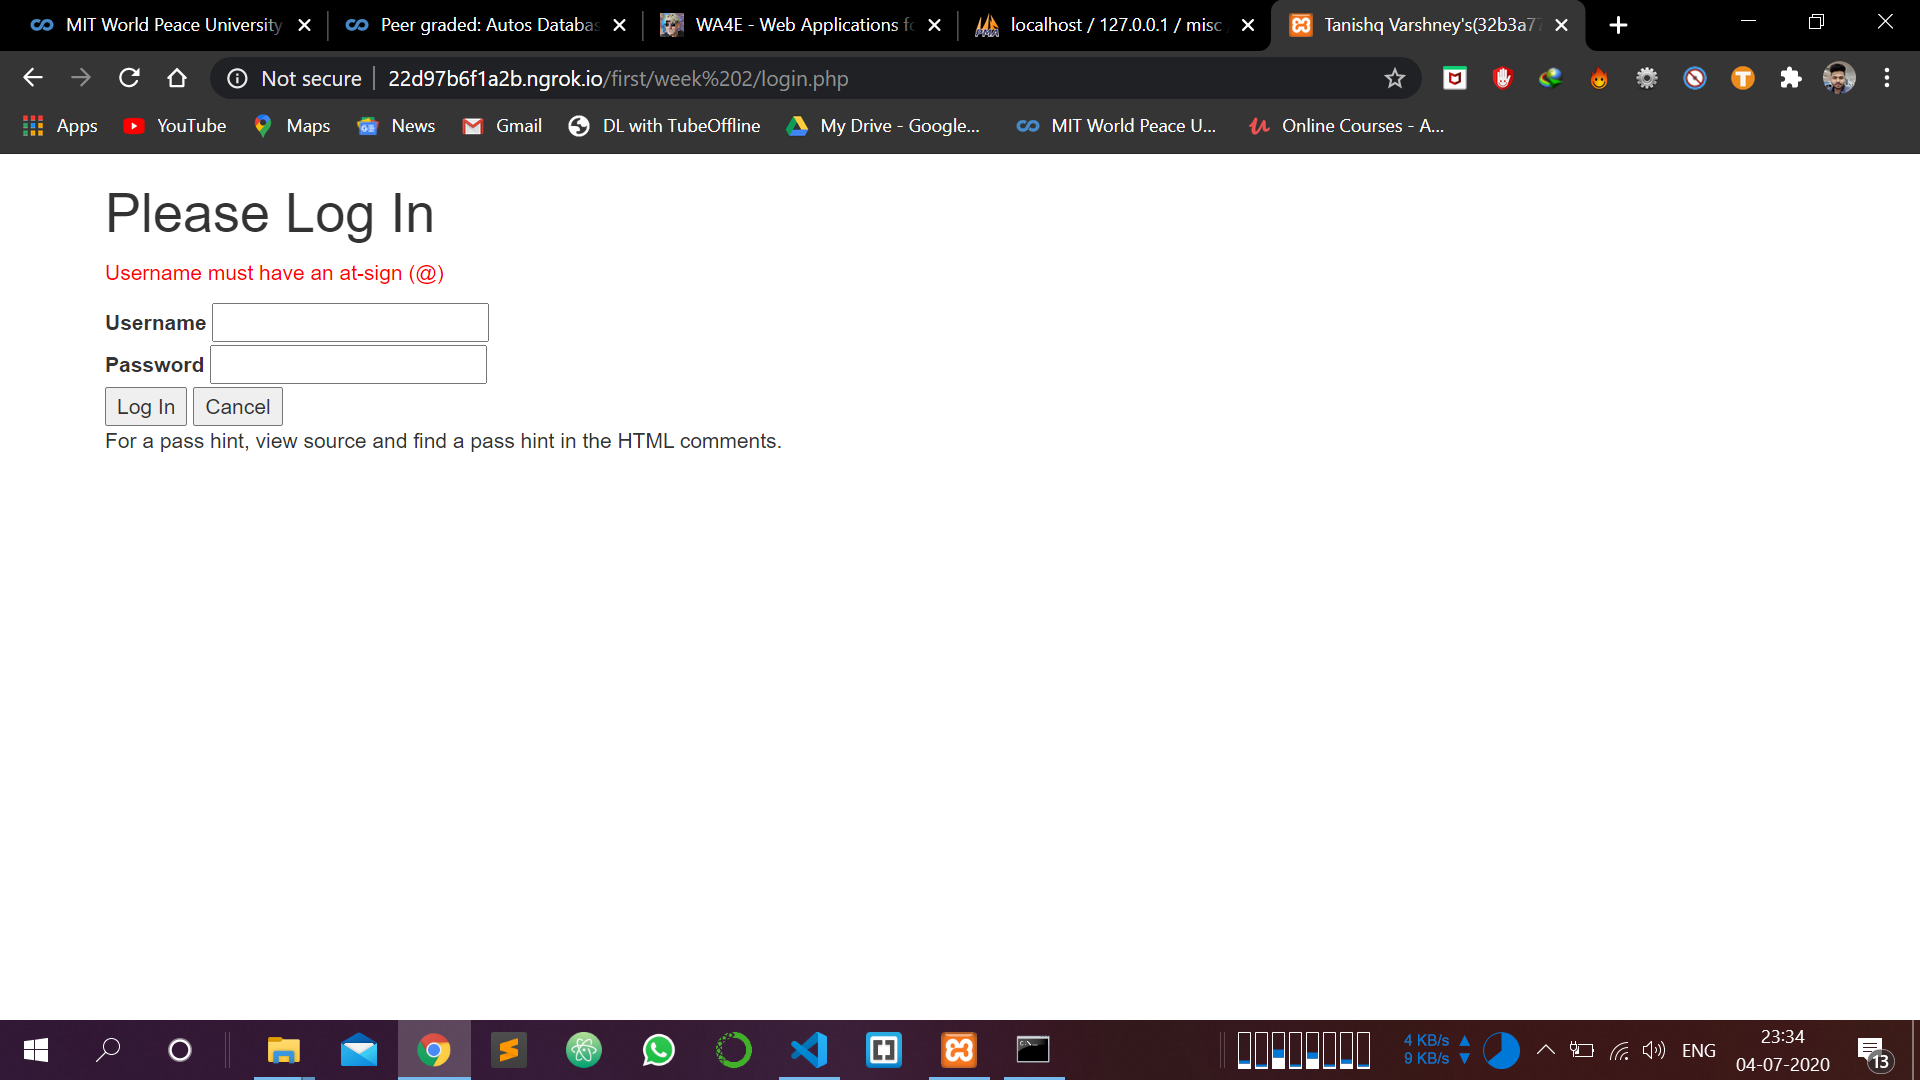 MIT World Peace University
Peer graded: Autos Databas
WA4E - Web Applications fo
localhost / 127.0.0.1 / misc
Tanishq Varshney's(32b3a77
Not secure
22d97b6f1a2b.ngrok.io/first/week%202/login.php
Apps
YouTube
Maps
News
Gmail
DL with TubeOffline
My Drive - Google...
MIT World Peace U...
Online Courses - A...
Please Log In
Username must have an at-sign (@)
Username
Password
Log In Cancel
For a pass hint, view source and find a pass hint in the HTML comments.
4 KB/s
9 KB/s
ENG
23:34
04-07-2020
13